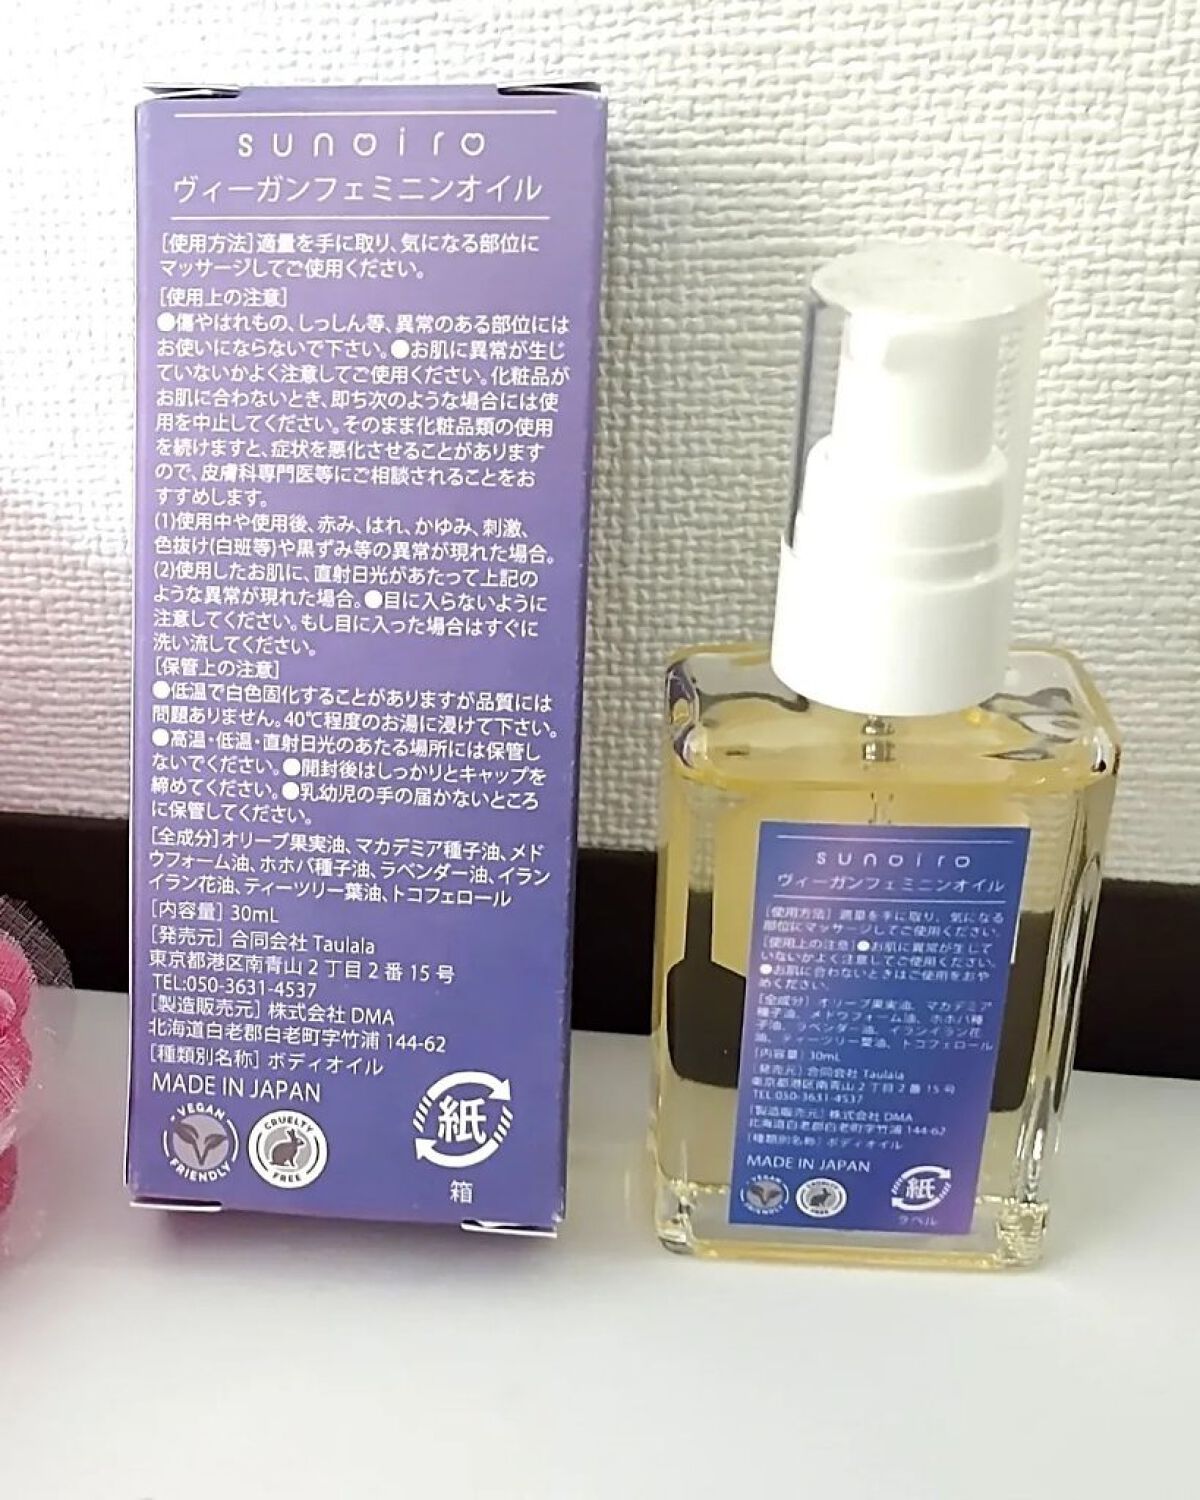 sunoiro
ヴィーガンフェミニンオイル
[使用方法]適量を手に取り、気になる部位に
マッサージしてご使用ください。
[使用上の注意]
●傷やはれもの、しっしん等、異常のある部位には
お使いにならないで下さい。●お肌に異常が生じ
ていないかよく注意してご使用ください。化粧品が
お肌に合わないとき、即ち次のような場合には使
用を中止してください。そのまま化粧品類の使用
を続けますと、症状を悪化させることがあります
ので、皮膚科専門医等にご相談されることをお
すすめします。
(1)使用中や使用後、赤み、はれ、かゆみ、刺激、
色抜け(白斑等)や黒ずみ等の異常が現れた場合。
(2)使用したお肌に、直射日光があたって上記の
ような異常が現れた場合。●目に入らないように
注意してください。もし目に入った場合はすぐに
洗い流してください。
[保管上の注意]
●低温で白色固化することがありますが品質には
問題ありません。40℃程度のお湯に浸けて下さい。
●高温・低温・直射日光のあたる場所には保管し
ないでください。●開封後はしっかりとキャップを
締めてください。●乳幼児の手の届かないところ
に保管してください。
[全成分]オリーブ果実油、マカデミア種子油、メド
ウフォーム油、ホホバ種子油、ラベンダー油、イラン
イラン花油、ティーツリー葉油、トコフェロール
[内容量] 30mL
[発売元] 合同会社 Taulala
東京都港区南青山 2 丁目 2 番 15 号
TEL:050-3631-4537
[製造販売元] 株式会社 DMA
北海道白老郡白老町字竹浦 144-62
[種類別名称] ボディオイル
MADE IN JAPAN
VEGAN FRIENDLY
CRUELTY FREE
紙
箱
sunoiro
ヴィーガンフェミニンオイル
[使用方法] 適量を手に取り、気になる
部位にマッサージしてご使用ください。
[使用上の注意]●お肌に異常が生じて
いないかよく注意してご使用ください。
●お肌に合わないときはご使用をおや
めください。
[全成分] オリーブ果実油、マカデミア
種子油、メドウフォーム油、ホホバ種
子油、ラベンダー油、イランイラン花
油、ティーツリー葉油、トコフェロール
[内容量] 30mL
[発売元] 合同会社 Taulala
東京都港区南青山 2 丁目 2 番 15 号
TEL:050-3631-4537
[製造販売元] 株式会社 DMA
北海道白老郡白老町字竹浦 144-62
[種類別名称] ボディオイル
MADE IN JAPAN
VEGAN FRIENDLY
CRUELTY FREE
紙
ラベル